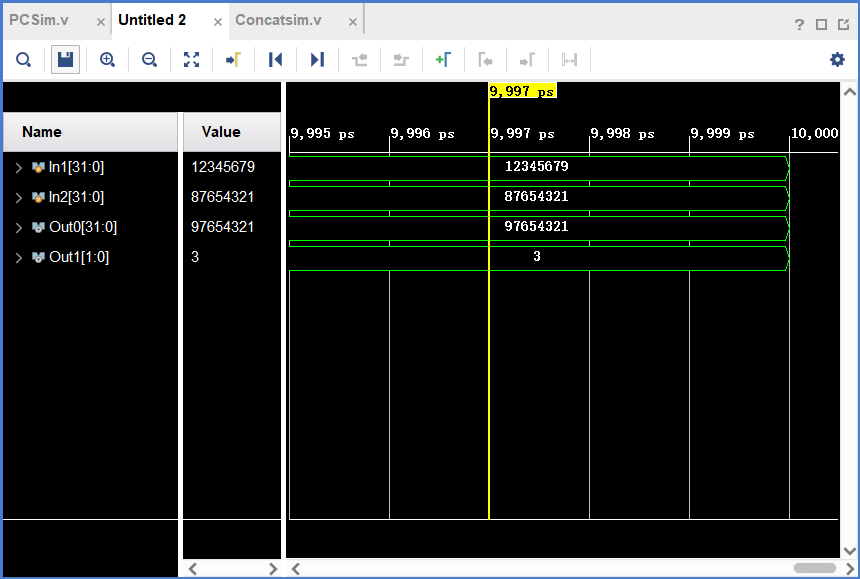 PCSim.v × Untitled 2 × Concatsim.v ×
?
9,997 ps
Name Value
9,995 ps 9,996 ps 9,997 ps 9,998 ps 9,999 ps 10,000
In1[31:0] 12345679 12345679
In2[31:0] 87654321 87654321
Out0[31:0] 97654321 97654321
Out1[1:0] 3 3